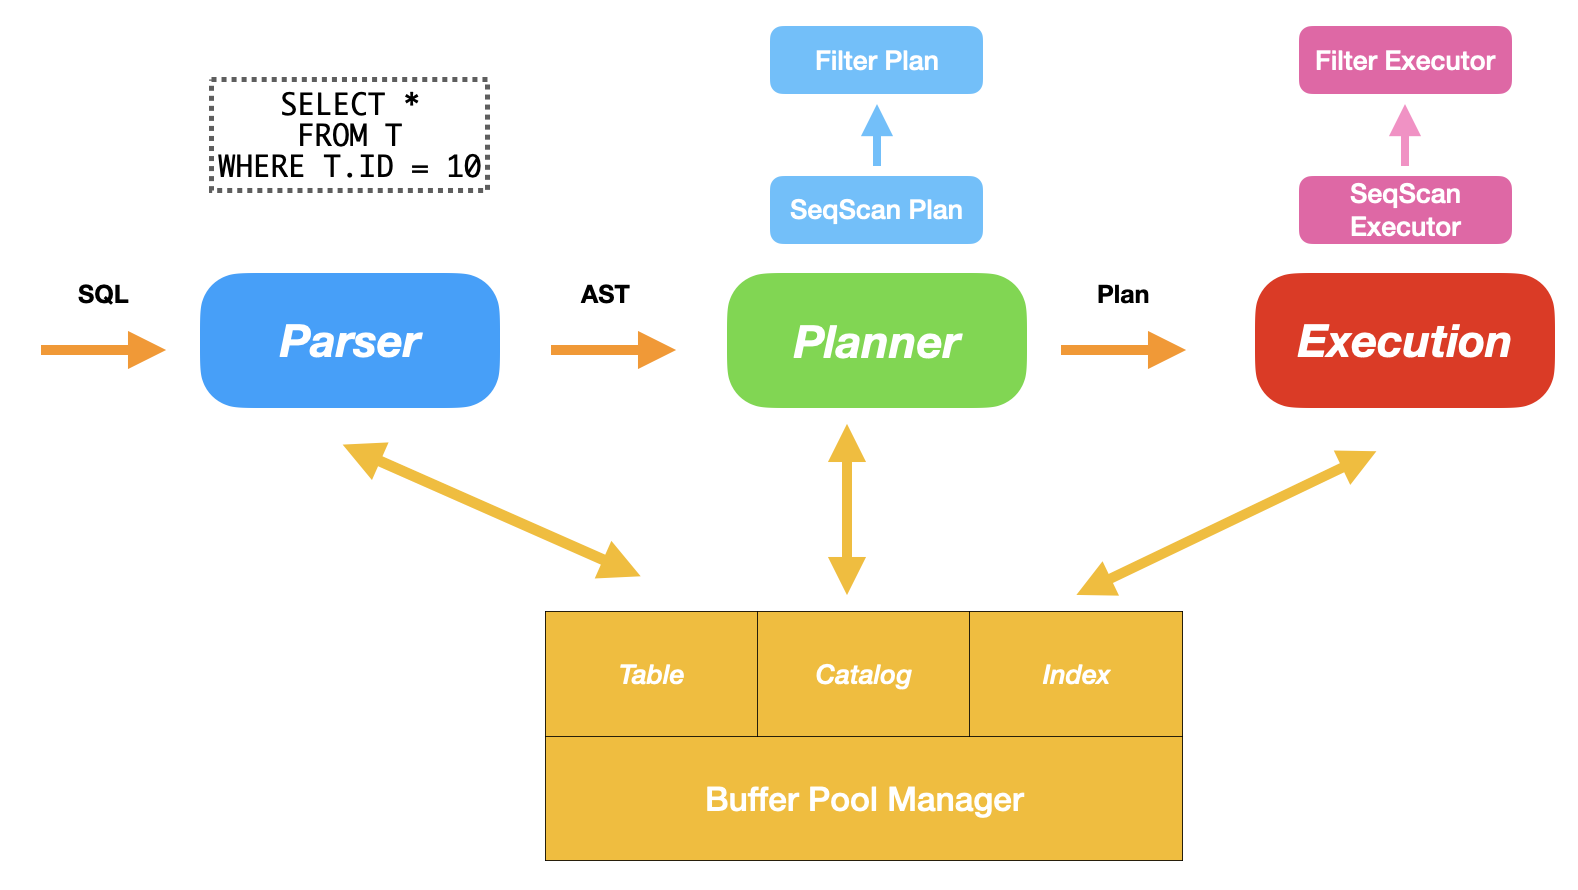 Filter Plan
Filter Executor
SELECT *
FROM T
WHERE T.ID = 10
SeqScan Plan
SeqScan
Executor
SQL
AST
Plan
Parser
Planner
Execution
Table
Catalog
Index
Buffer Pool Manager